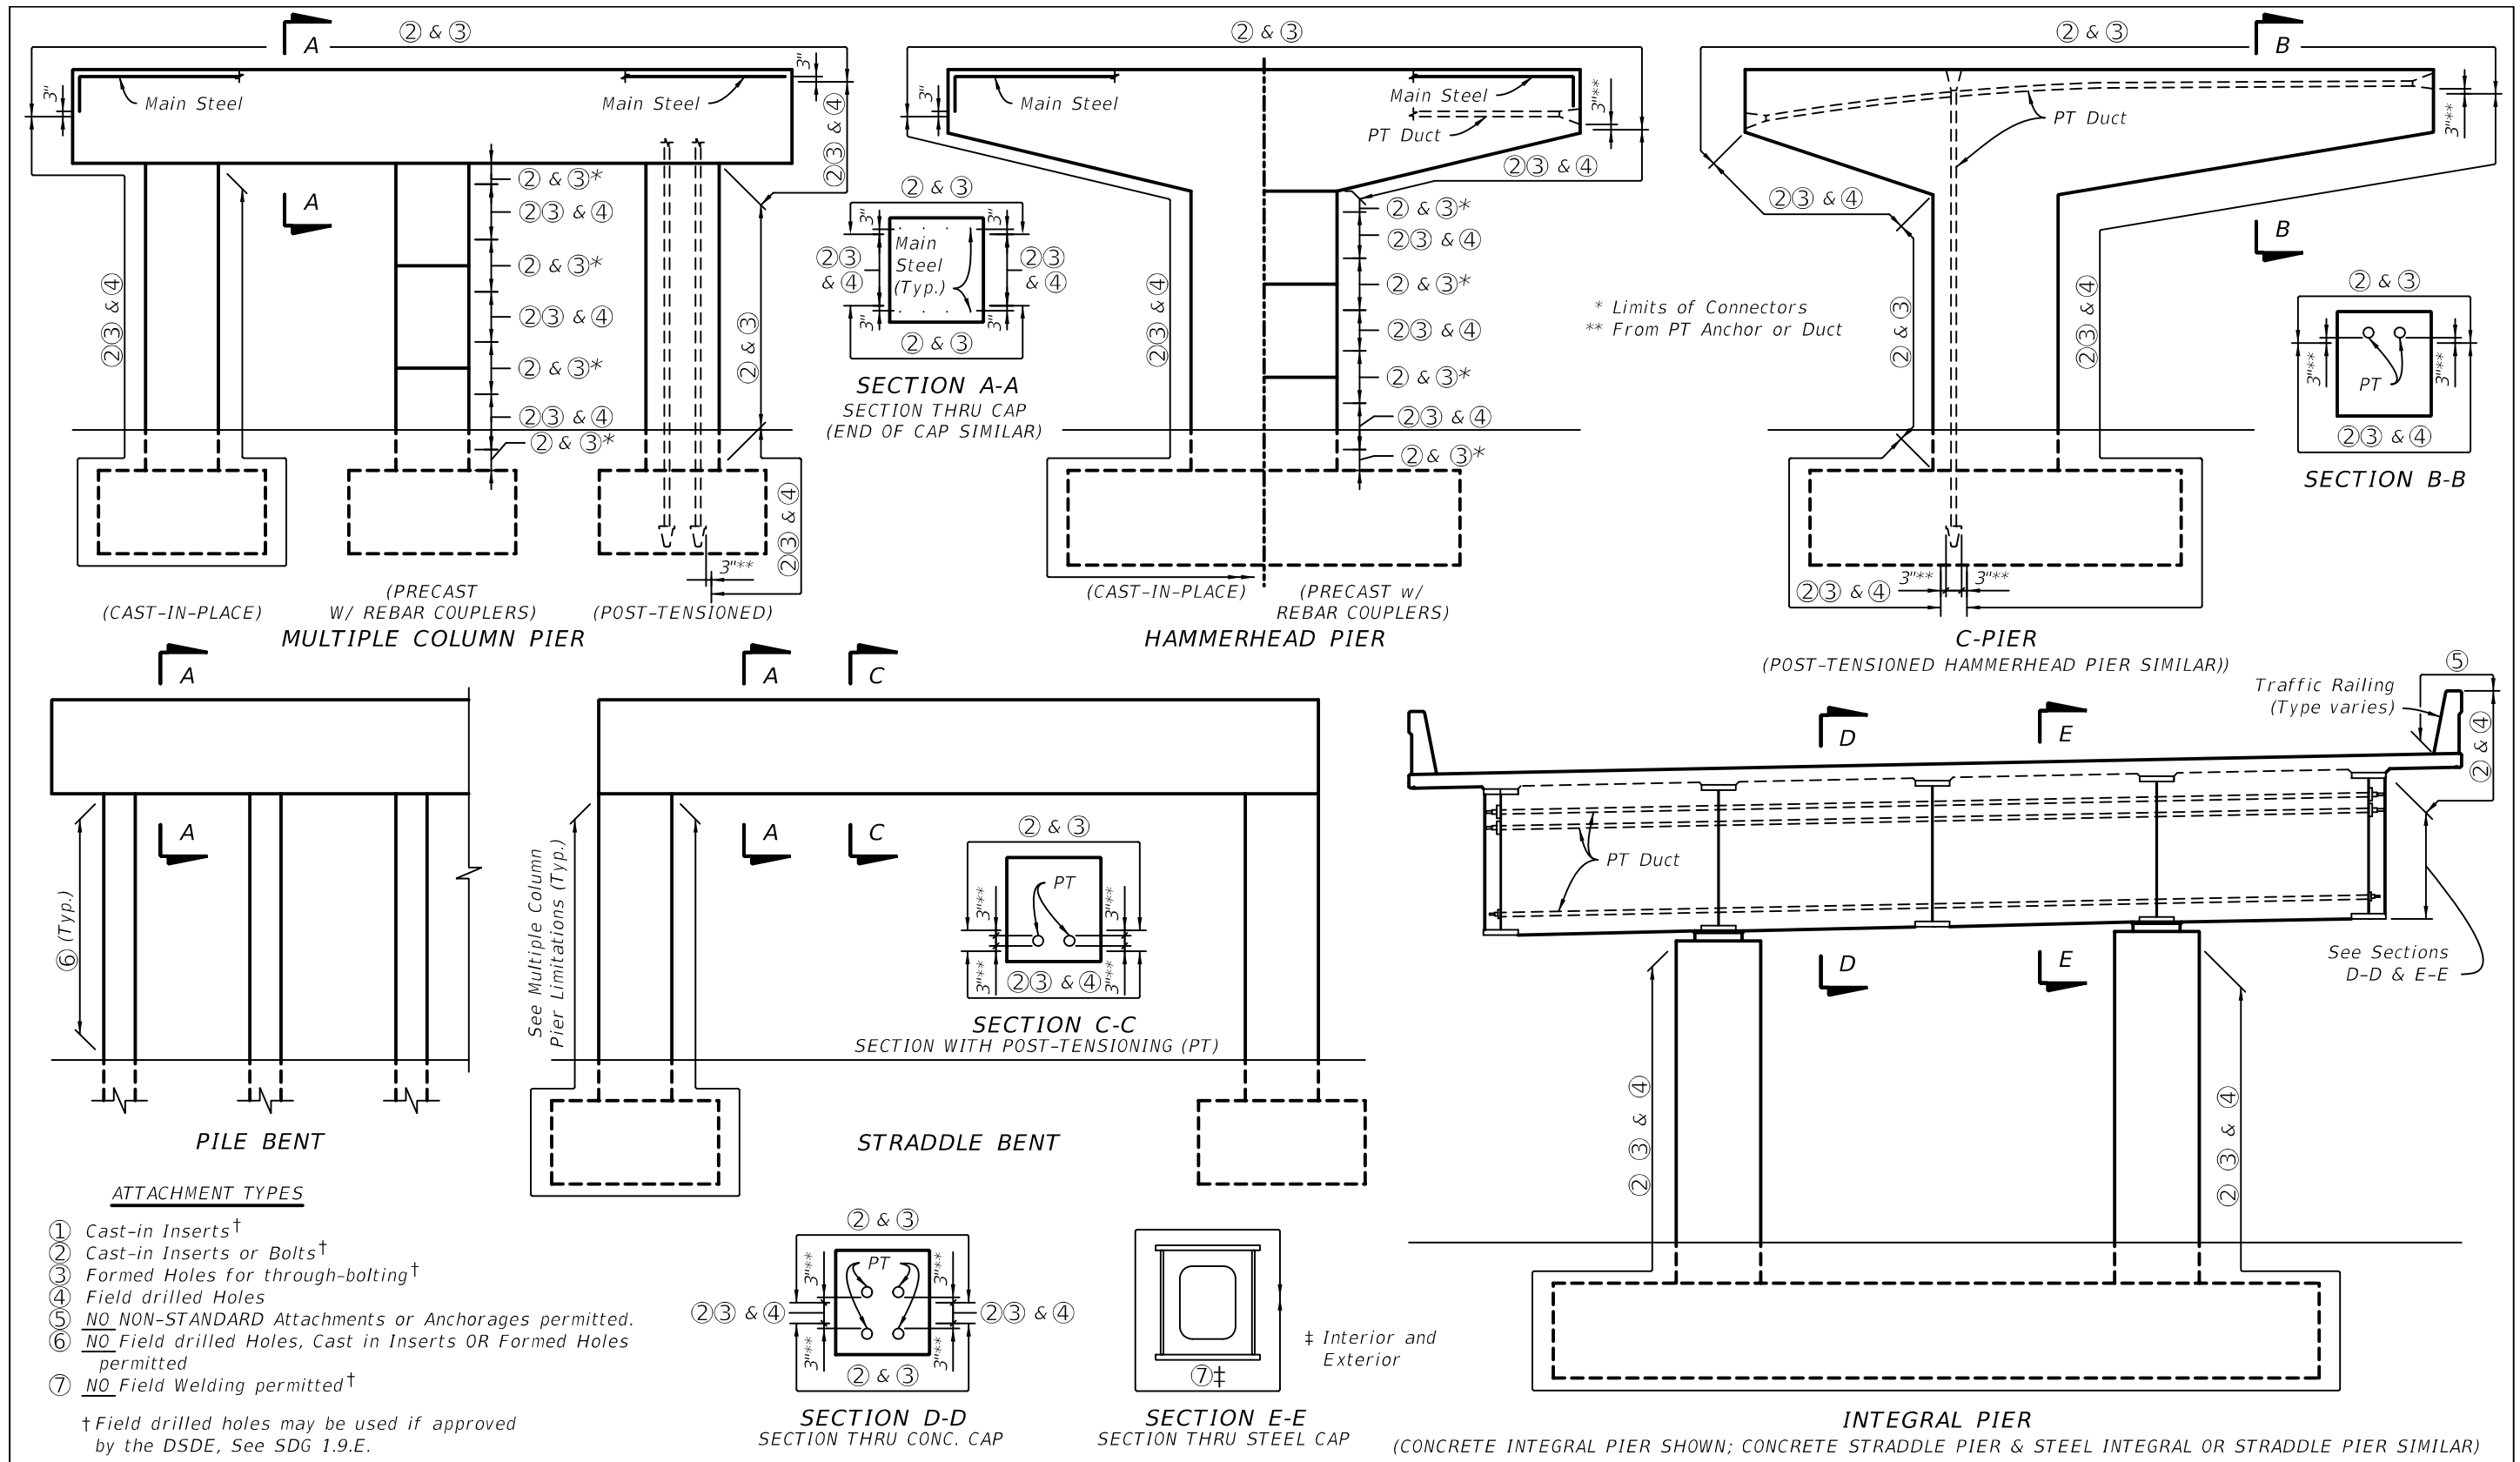 A
② & ③
3"
Main Steel
Main Steel
3"
②③ & ④
A
② & ③*
②③ & ④
② & ③*
②③ & ④
② & ③*
②③ & ④
② & ③*
②③ & ④
② & ③
②③ & ④
3"**
(CAST-IN-PLACE)
(PRECAST
W/ REBAR COUPLERS)
(POST-TENSIONED)
MULTIPLE COLUMN PIER
② & ③
3"
3"
②③
& ④
Main
Steel
(Typ.)
②③
& ④
3"
3"
② & ③
SECTION A-A
SECTION THRU CAP
(END OF CAP SIMILAR)
② & ③
3"
Main Steel
Main Steel
PT Duct
3"**
②③ & ④
②③ & ④
② & ③*
②③ & ④
② & ③*
②③ & ④
② & ③*
②③ & ④
② & ③*
(CAST-IN-PLACE)
(PRECAST w/
REBAR COUPLERS)
HAMMERHEAD PIER
* Limits of Connectors
** From PT Anchor or Duct
② & ③
B
PT Duct
3"**
②③ & ④
B
② & ③
②③ & ④
②③ & ④
3"**
3"**
C-PIER
(POST-TENSIONED HAMMERHEAD PIER SIMILAR))
② & ③
3"**
PT
3"**
②③ & ④
SECTION B-B
A
A
⑥ (Typ.)
PILE BENT
A
C
A
C
See Multiple Column
Pier Limitations (Typ.)
② & ③
PT
3"**
3"**
3"**
②③ & ④
3"**
SECTION C-C
SECTION WITH POST-TENSIONING (PT)
STRADDLE BENT
⑤
Traffic Railing
(Type varies)
② & ④
D
E
PT Duct
See Sections
D-D & E-E
D
E
② ③ & ④
② ③ & ④
INTEGRAL PIER
(CONCRETE INTEGRAL PIER SHOWN; CONCRETE STRADDLE PIER & STEEL INTEGRAL OR STRADDLE PIER SIMILAR)
ATTACHMENT TYPES
① Cast-in Inserts†
② Cast-in Inserts or Bolts†
③ Formed Holes for through-bolting†
④ Field drilled Holes
⑤ NO NON-STANDARD Attachments or Anchorages permitted.
⑥ NO Field drilled Holes, Cast in Inserts OR Formed Holes
permitted
⑦ NO Field Welding permitted†
† Field drilled holes may be used if approved
by the DSDE, See SDG 1.9.E.
② & ③
PT
3"**
3"**
②③ & ④
②③ & ④
3"**
3"**
② & ③
SECTION D-D
SECTION THRU CONC. CAP
⑦‡
‡ Interior and
Exterior
SECTION E-E
SECTION THRU STEEL CAP